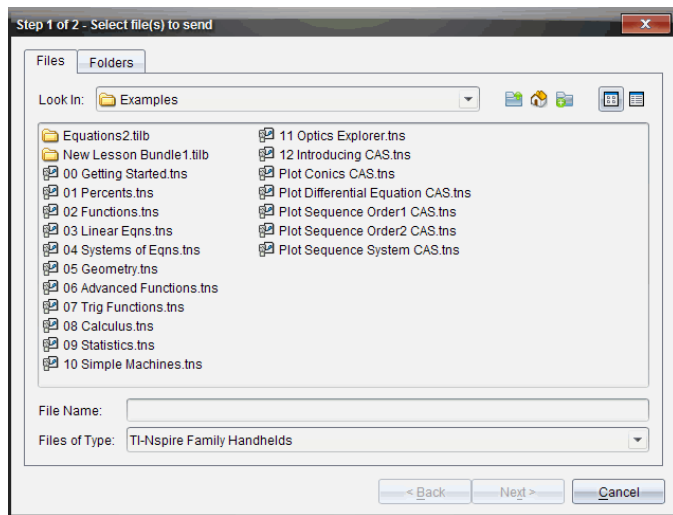 Step 1 of 2 - Select file(s) to send
Files
Folders
Look In:
Examples
Equations2.tilb
New Lesson Bundle1.tilb
00 Getting Started.tns
01 Percents.tns
02 Functions.tns
03 Linear Eqns.tns
04 Systems of Eqns.tns
05 Geometry.tns
06 Advanced Functions.tns
07 Trig Functions.tns
08 Calculus.tns
09 Statistics.tns
10 Simple Machines.tns
11 Optics Explorer.tns
12 Introducing CAS.tns
Plot Conics CAS.tns
Plot Differential Equation CAS.tns
Plot Sequence Order1 CAS.tns
Plot Sequence Order2 CAS.tns
Plot Sequence System CAS.tns
File Name:
Files of Type:
TI-Nspire Family Handhelds
< Back
Next >
Cancel